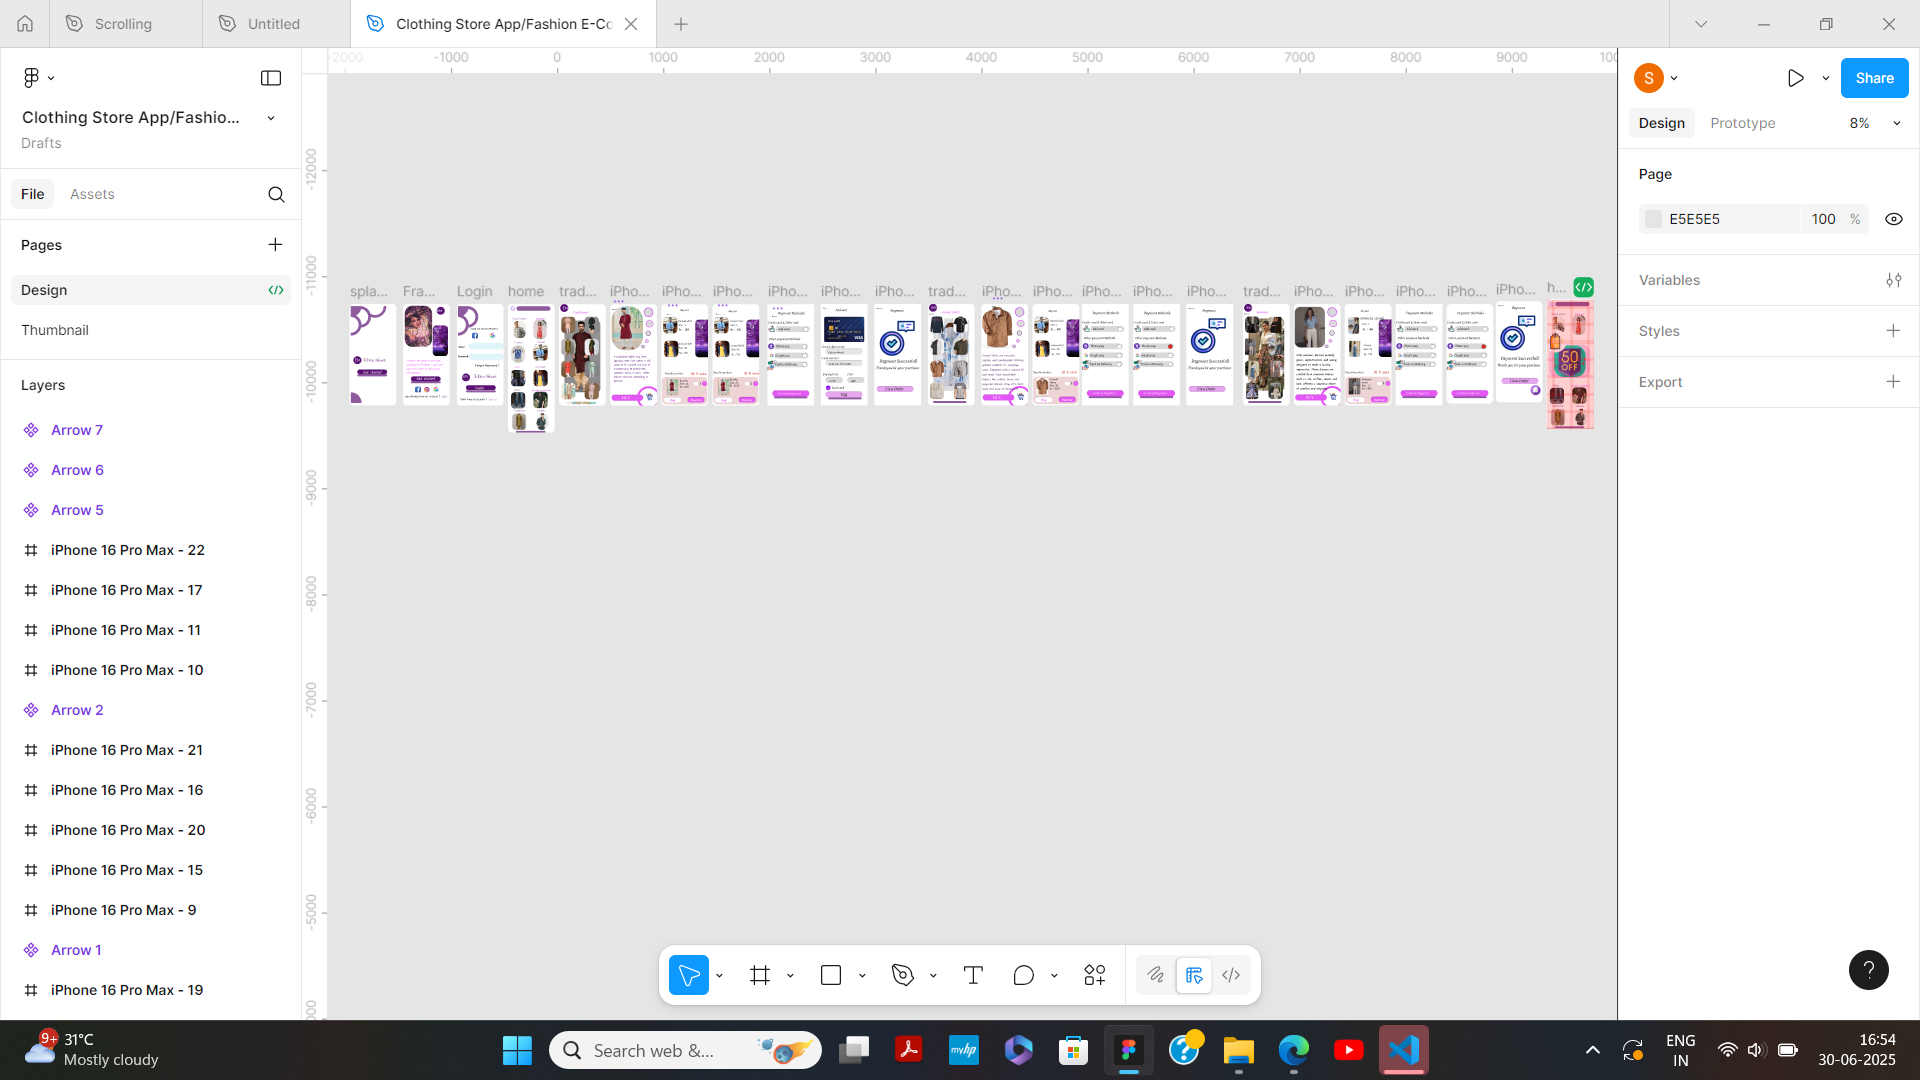 Scrolling
Untitled
Clothing Store App/Fashion E-Co
-2000 -1000 0 1000 2000 3000 4000 5000 6000 7000 8000 9000 100
Clothing Store App/Fashio...
Drafts
File Assets
Pages
Design
Thumbnail
Layers
Arrow 7
Arrow 6
Arrow 5
iPhone 16 Pro Max - 22
iPhone 16 Pro Max - 17
iPhone 16 Pro Max - 11
iPhone 16 Pro Max - 10
Arrow 2
iPhone 16 Pro Max - 21
iPhone 16 Pro Max - 16
iPhone 16 Pro Max - 20
iPhone 16 Pro Max - 15
iPhone 16 Pro Max - 9
Arrow 1
iPhone 16 Pro Max - 19
-12000
-11000
-10000
-9000
-8000
-7000
-6000
-5000
spla... Fra... Login home trad... iPho... iPho... iPho... iPho... iPho... iPho... trad... iPho... iPho... iPho... iPho... iPho... trad... iPho... iPho... iPho... iPho... iPho... h...
50
OFF
S
Share
Design Prototype 8%
Page
E5E5E5 100 %
Variables
Styles
Export
?
9+
31°C
Mostly cloudy
Search web &...
myhp
ENG
IN
16:54
30-06-2025